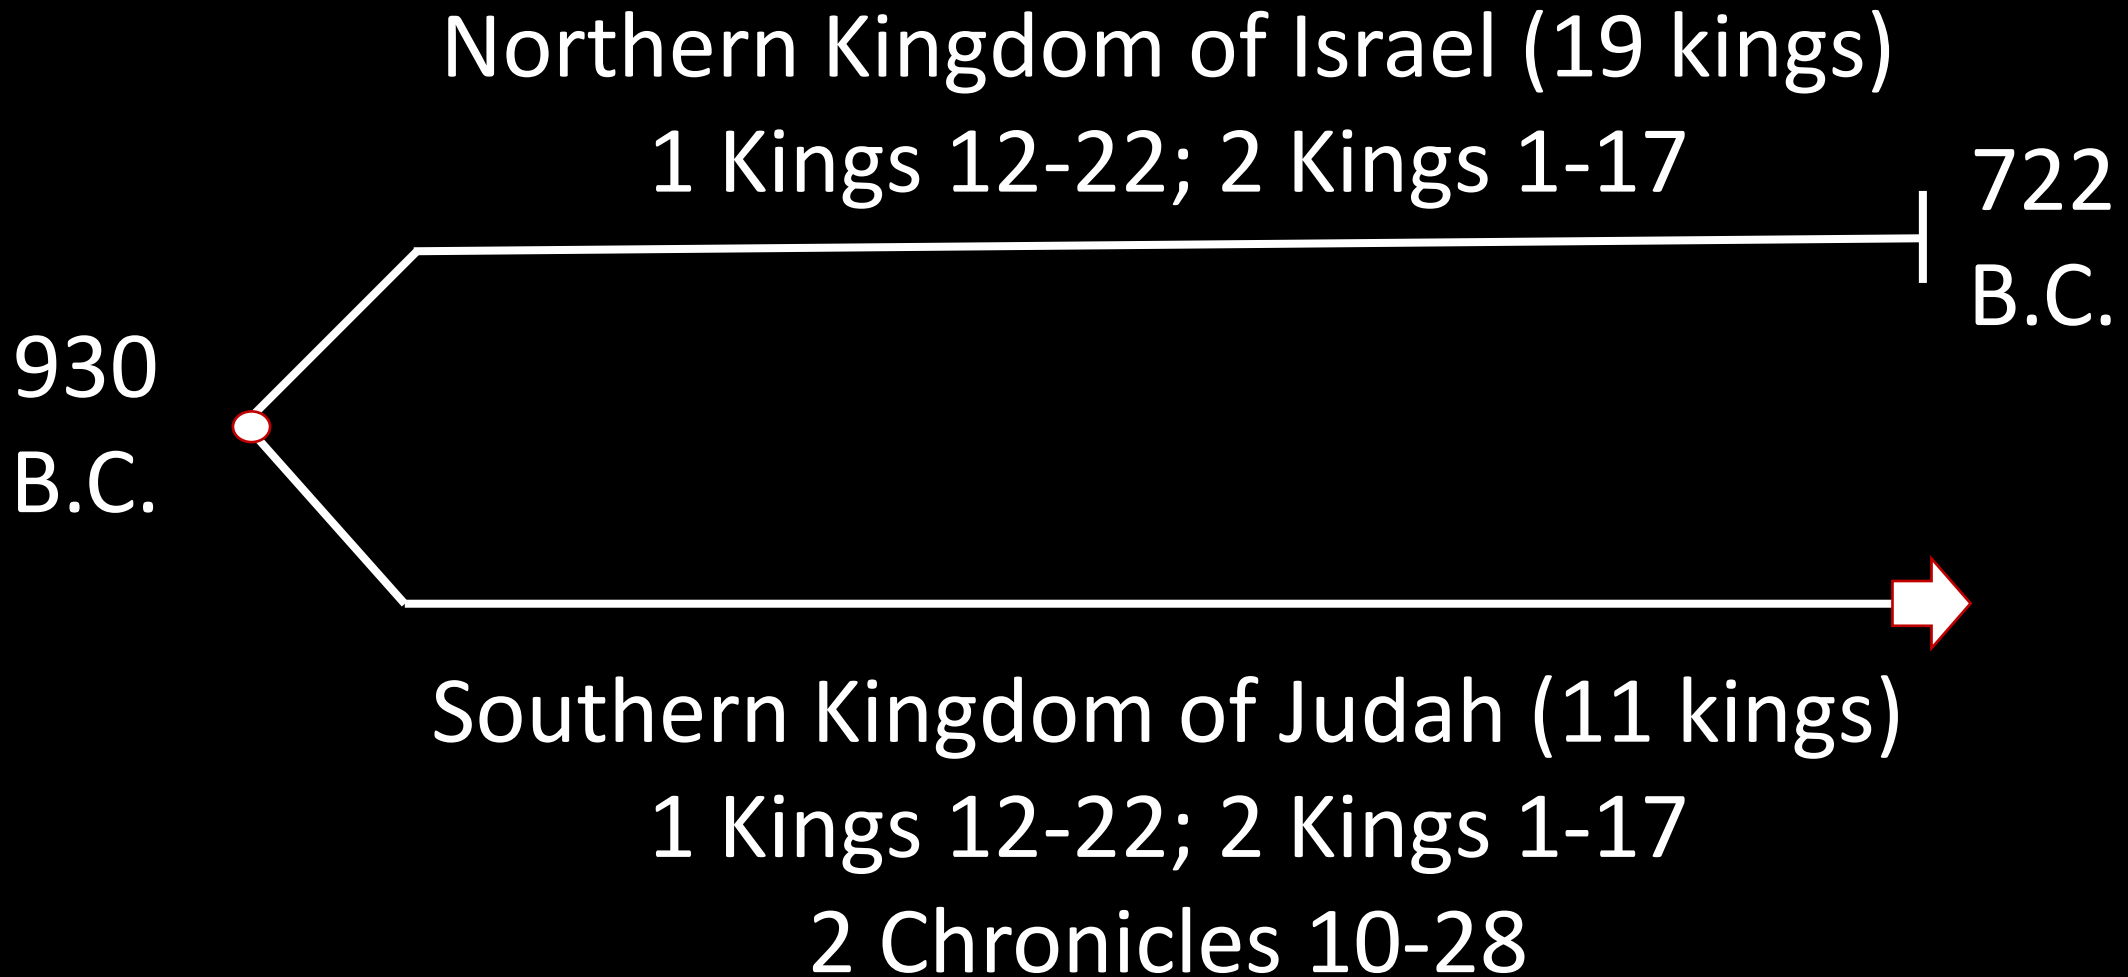 Northern Kingdom of Israel (19 kings)
1 Kings 12-22; 2 Kings 1-17
722
B.C.
930
B.C.
Southern Kingdom of Judah (11 kings)
1 Kings 12-22; 2 Kings 1-17
2 Chronicles 10-28